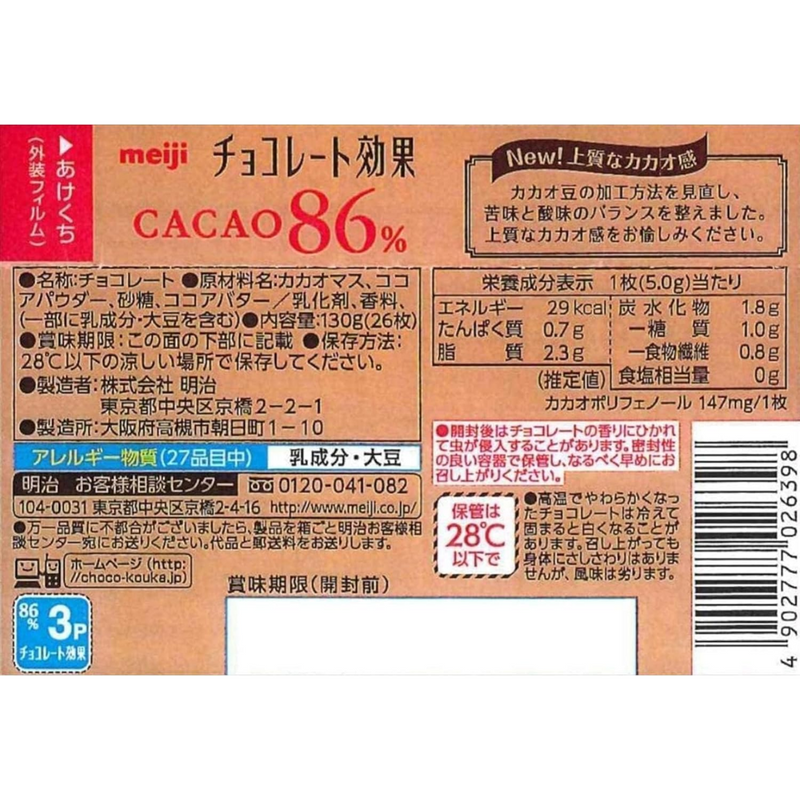 ▶あけくち
(外装フィルム)
meiji チョコレート効果
CACAO86%
New!上質なカカオ感
カカオ豆の加工方法を見直し、
苦味と酸味のバランスを整えました。
上質なカカオ感をお愉しみください。
●名称:チョコレート ●原材料名:カカオマス、ココ
アパウダー、砂糖、ココアバター/乳化剤、香料、
(一部に乳成分・大豆を含む)●内容量:130g(26枚)
●賞味期限:この面の下部に記載 ●保存方法:
28℃以下の涼しい場所で保存してください。
●製造者:株式会社 明治
東京都中央区京橋2-2-1
●製造所:大阪府高槻市朝日町1-10
アレルギー物質(27品目中) 乳成分・大豆
明治 お客様相談センター 0120-041-082
104-0031 東京都中央区京橋2-4-16 http://www.meiji.co.jp/
●万一品質に不都合がございましたら、製品を箱ごと明治お客様相
談センター宛にお送りください。代品と郵送料をお送りします。
ホームページ(http:
//choco-kouka.jp)
86% 3P
チョコレート効果
賞味期限(開封前)
栄養成分表示 1枚(5.0g)当たり
エネルギー 29kcal 炭水化物 1.8g
たんぱく質 0.7g ー糖質 1.0g
脂質 2.3g ー食物繊維 0.8g
(推定値) 食塩相当量 0g
カカオポリフェノール 147mg/1枚
●開封後はチョコレートの香りにひかれ
て虫が侵入することがあります。密封性
の良い容器で保管し、なるべく早めにお
召し上がりください。
保管は
28℃
以下で
●高温でやわらかくなっ
たチョコレートは冷えて
固まると白くなることが
あります。召し上がっても
身体にさしさわりはありま
せんが、風味は劣ります。
4902777026398